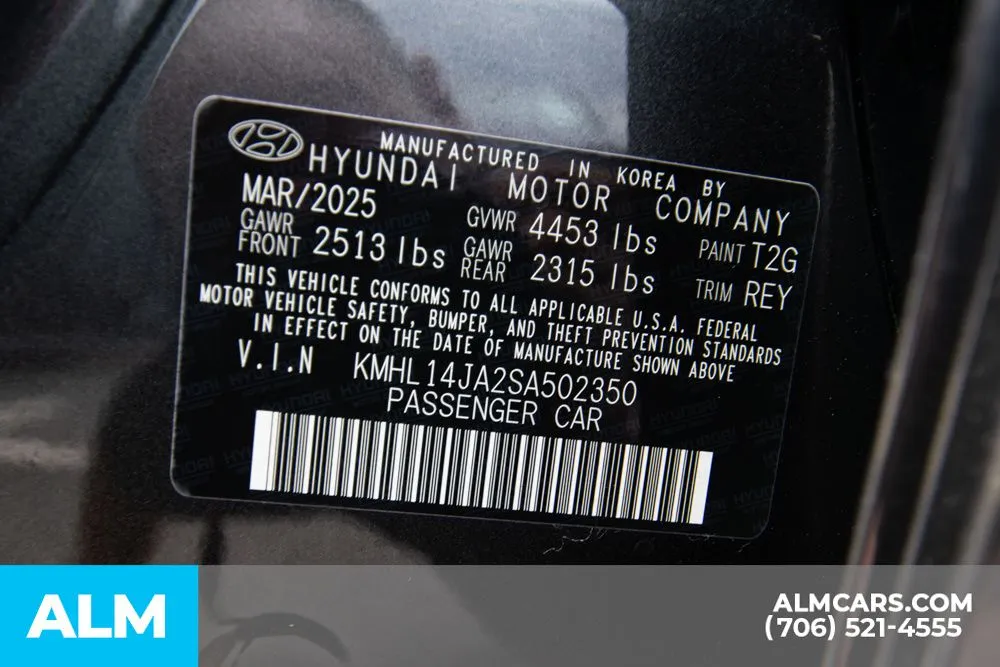 MANUFACTURED IN KOREA BY
HYUNDAI MOTOR COMPANY
MAR/2025 GVWR 4453 lbs PAINT T2G
GAWR FRONT 2513 lbs GAWR REAR 2315 lbs TRIM REY
THIS VEHICLE CONFORMS TO ALL APPLICABLE U.S.A. FEDERAL
MOTOR VEHICLE SAFETY, BUMPER, AND THEFT PREVENTION STANDARDS
IN EFFECT ON THE DATE OF MANUFACTURE SHOWN ABOVE
V.I.N KMHL14JA2SA502350
PASSENGER CAR
ALM
ALMCARS.COM
(706) 521-4555